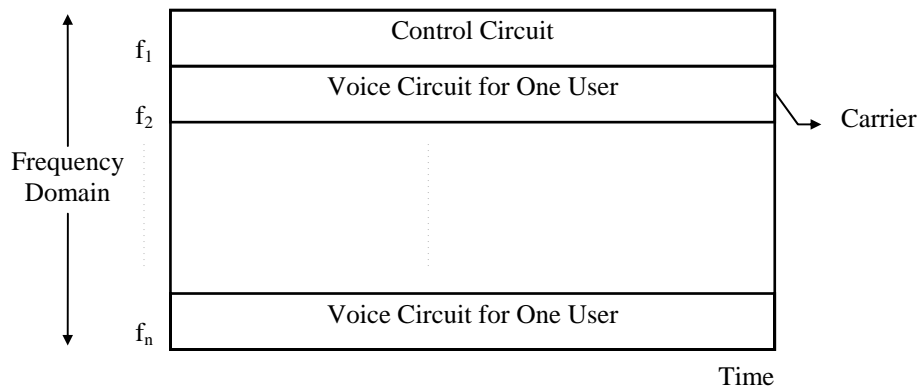 Control Circuit
f1
Voice Circuit for One User
f2
Carrier
Frequency
Domain
Voice Circuit for One User
fn
Time